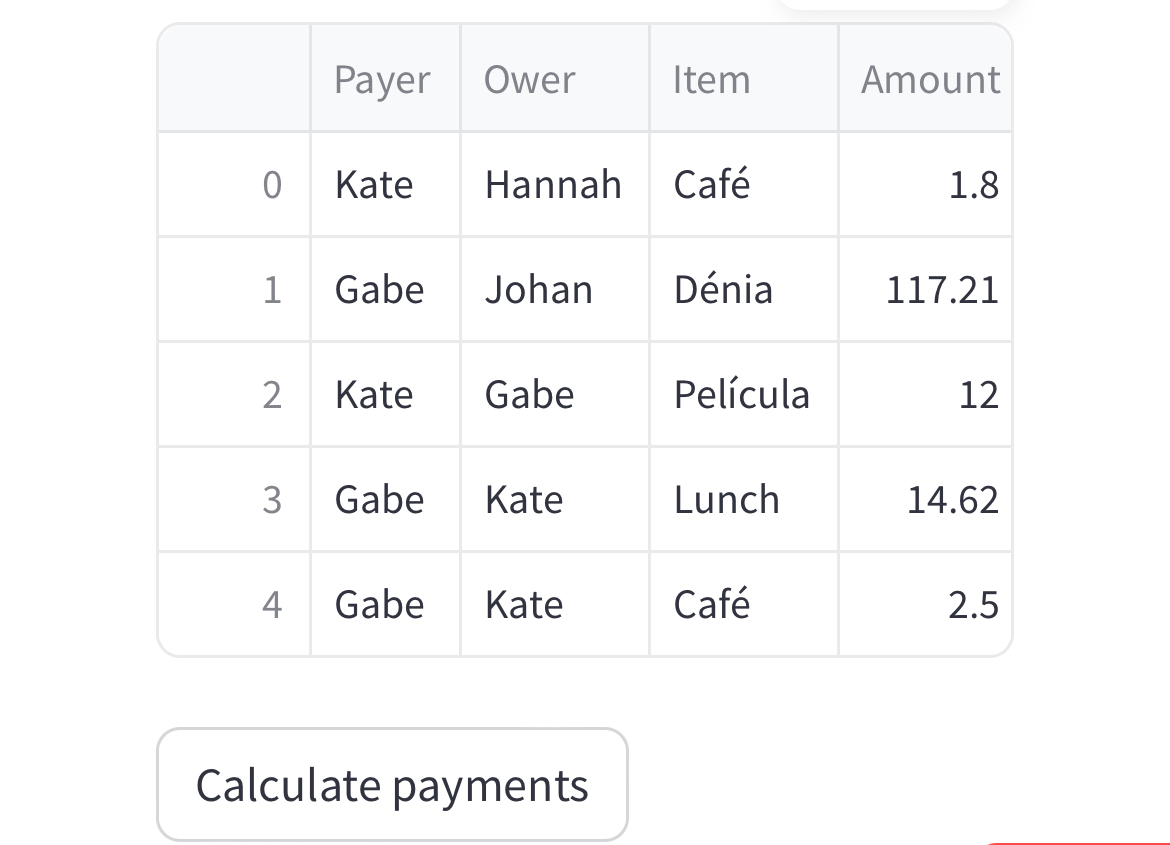 Payer Ower Item Amount
0 Kate Hannah Café 1.8
1 Gabe Johan Dénia 117.21
2 Kate Gabe Película 12
3 Gabe Kate Lunch 14.62
4 Gabe Kate Café 2.5
Calculate payments